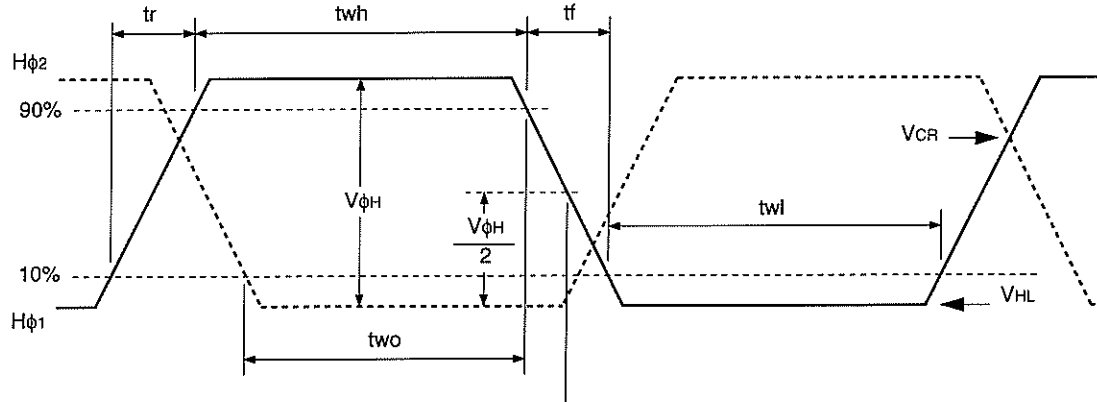 tr
twh
tf
Hϕ2
90%
VCR
VϕH
VϕH
2
twl
10%
VHL
Hϕ1
two